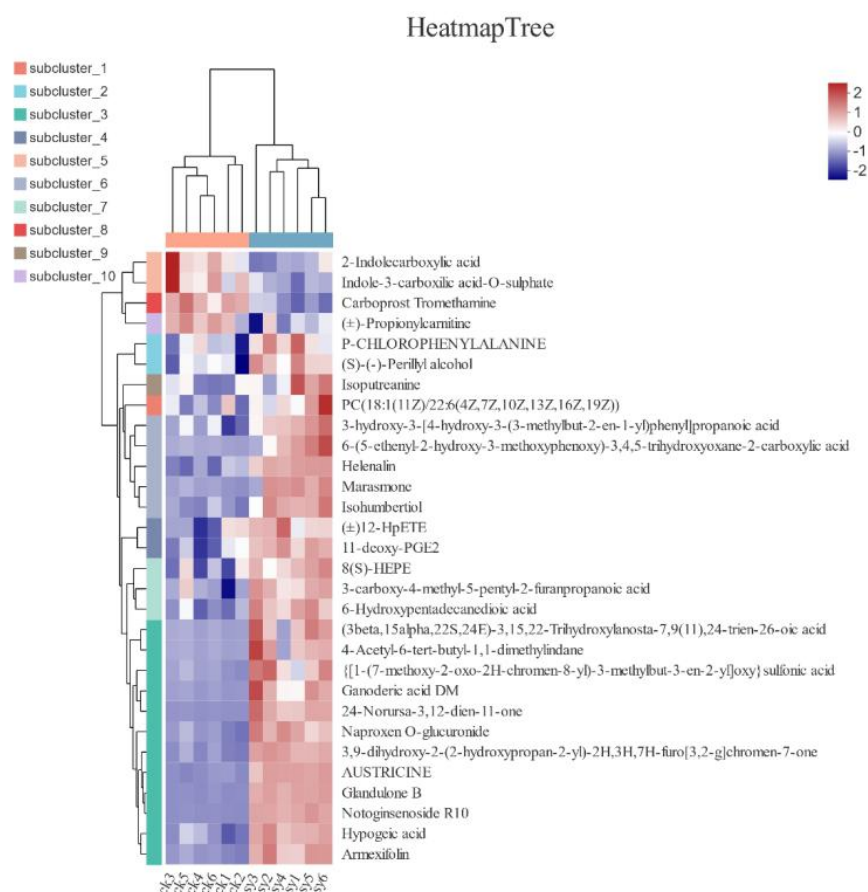 HeatmapTree
subcluster_1
subcluster_2
subcluster_3
subcluster_4
subcluster_5
subcluster_6
subcluster_7
subcluster_8
subcluster_9
subcluster_10
2
1
0
-1
-2
2-Indolecarboxylic acid
Indole-3-carboxilic acid-O-sulphate
Carboprost Tromethamine
(±)-Propionylcarnitine
P-CHLOROPHENYLALANINE
(S)-(-)-Perillyl alcohol
Isoputreanine
PC(18:1(11Z)/22:6(4Z,7Z,10Z,13Z,16Z,19Z))
3-hydroxy-3-[4-hydroxy-3-(3-methylbut-2-en-1-yl)phenyl]propanoic acid
6-(5-ethenyl-2-hydroxy-3-methoxyphenoxy)-3,4,5-trihydroxyoxane-2-carboxylic acid
Helenalin
Marasmone
Isohumbertiol
(±)12-HpETE
11-deoxy-PGE2
8(S)-HEPE
3-carboxy-4-methyl-5-pentyl-2-furanpropanoic acid
6-Hydroxypentadecanedioic acid
(3beta,15alpha,22S,24E)-3,15,22-Trihydroxylanosta-7,9(11),24-trien-26-oic acid
4-Acetyl-6-tert-butyl-1,1-dimethylindane
{[1-(7-methoxy-2-oxo-2H-chromen-8-yl)-3-methylbut-3-en-2-yl]oxy}sulfonic acid
Ganoderic acid DM
24-Norursa-3,12-dien-11-one
Naproxen O-glucuronide
3,9-dihydroxy-2-(2-hydroxypropan-2-yl)-2H,3H,7H-furo[3,2-g]chromen-7-one
AUSTRICINE
Glandulone B
Notoginsenoside R10
Hypogeic acid
Armexifolin